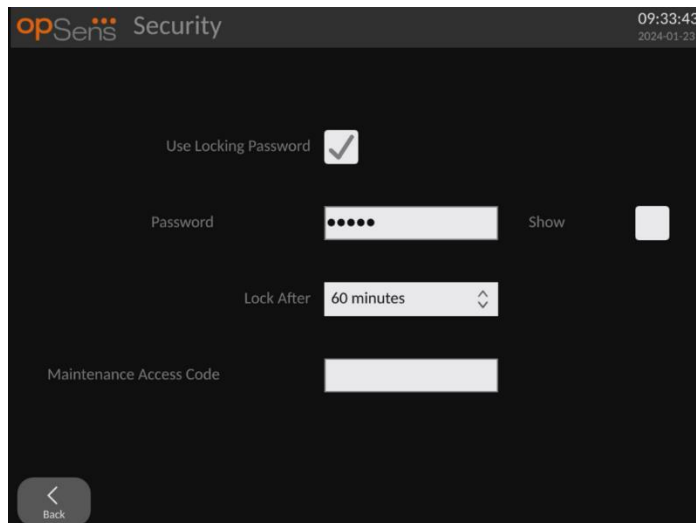 opSens Security
09:33:43
2024-01-23
Use Locking Password
Password ••••• Show
Lock After 60 minutes
Maintenance Access Code
Back